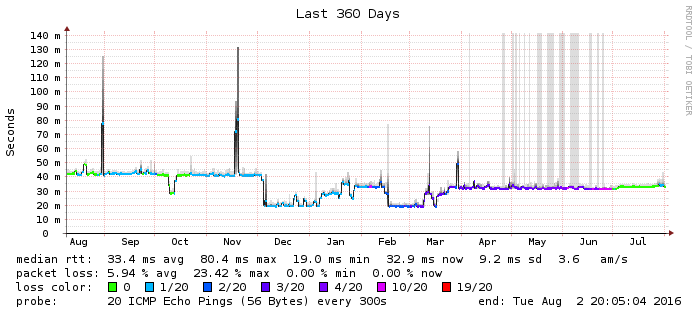 Last 360 Days
RRDTOOL / TOBI OETIKER
Seconds
140 m
130 m
120 m
110 m
100 m
90 m
80 m
70 m
60 m
50 m
40 m
30 m
20 m
10 m
0
Aug Sep Oct Nov Dec Jan Feb Mar Apr May Jun Jul
median rtt: 33.4 ms avg 80.4 ms max 19.0 ms min 32.9 ms now 9.2 ms sd 3.6 am/s
packet loss: 5.94 % avg 23.42 % max 0.00 % min 0.00 % now
loss color: 0 1/20 2/20 3/20 4/20 10/20 19/20
probe: 20 ICMP Echo Pings (56 Bytes) every 300s end: Tue Aug 2 20:05:04 2016